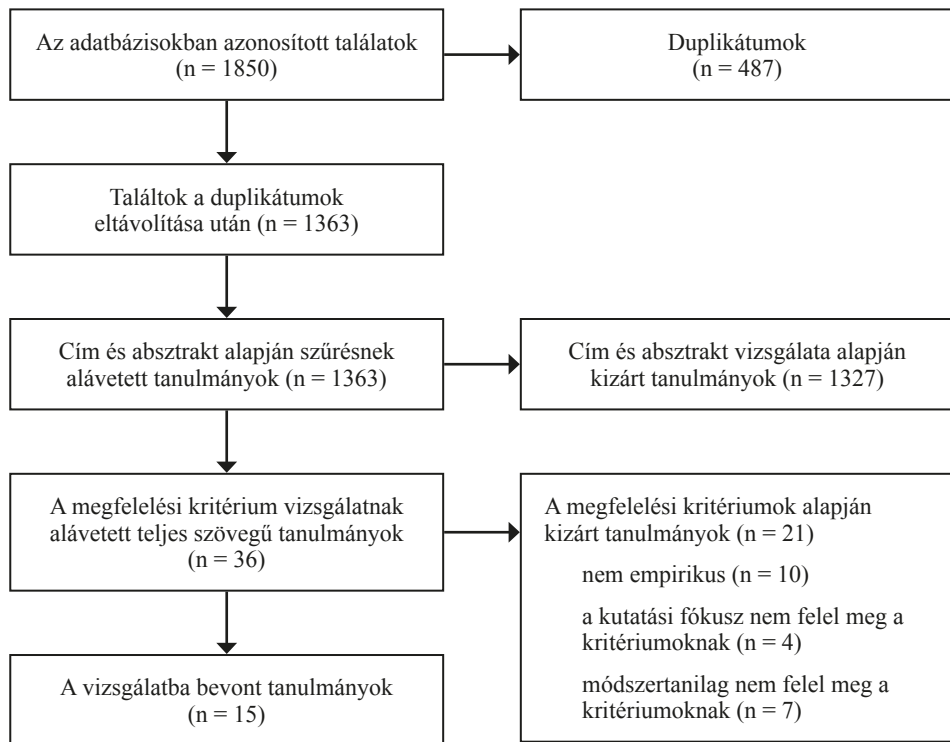 Az adatbázisokban azonosított találatok
(n = 1850)
Duplikátumok
(n = 487)
Találtok a duplikátumok
eltávolítása után (n = 1363)
Cím és absztrakt alapján szűrésnek
alávetett tanulmányok (n = 1363)
Cím és absztrakt vizsgálata alapján
kizárt tanulmányok (n = 1327)
A megfelelési kritérium vizsgálatnak
alávetett teljes szövegű tanulmányok
(n = 36)
A megfelelési kritériumok alapján
kizárt tanulmányok (n = 21)
nem empirikus (n = 10)
a kutatási fókusz nem felel meg a
kritériumoknak (n = 4)
módszertanilag nem felel meg a
kritériumoknak (n = 7)
A vizsgálatba bevont tanulmányok
(n = 15)